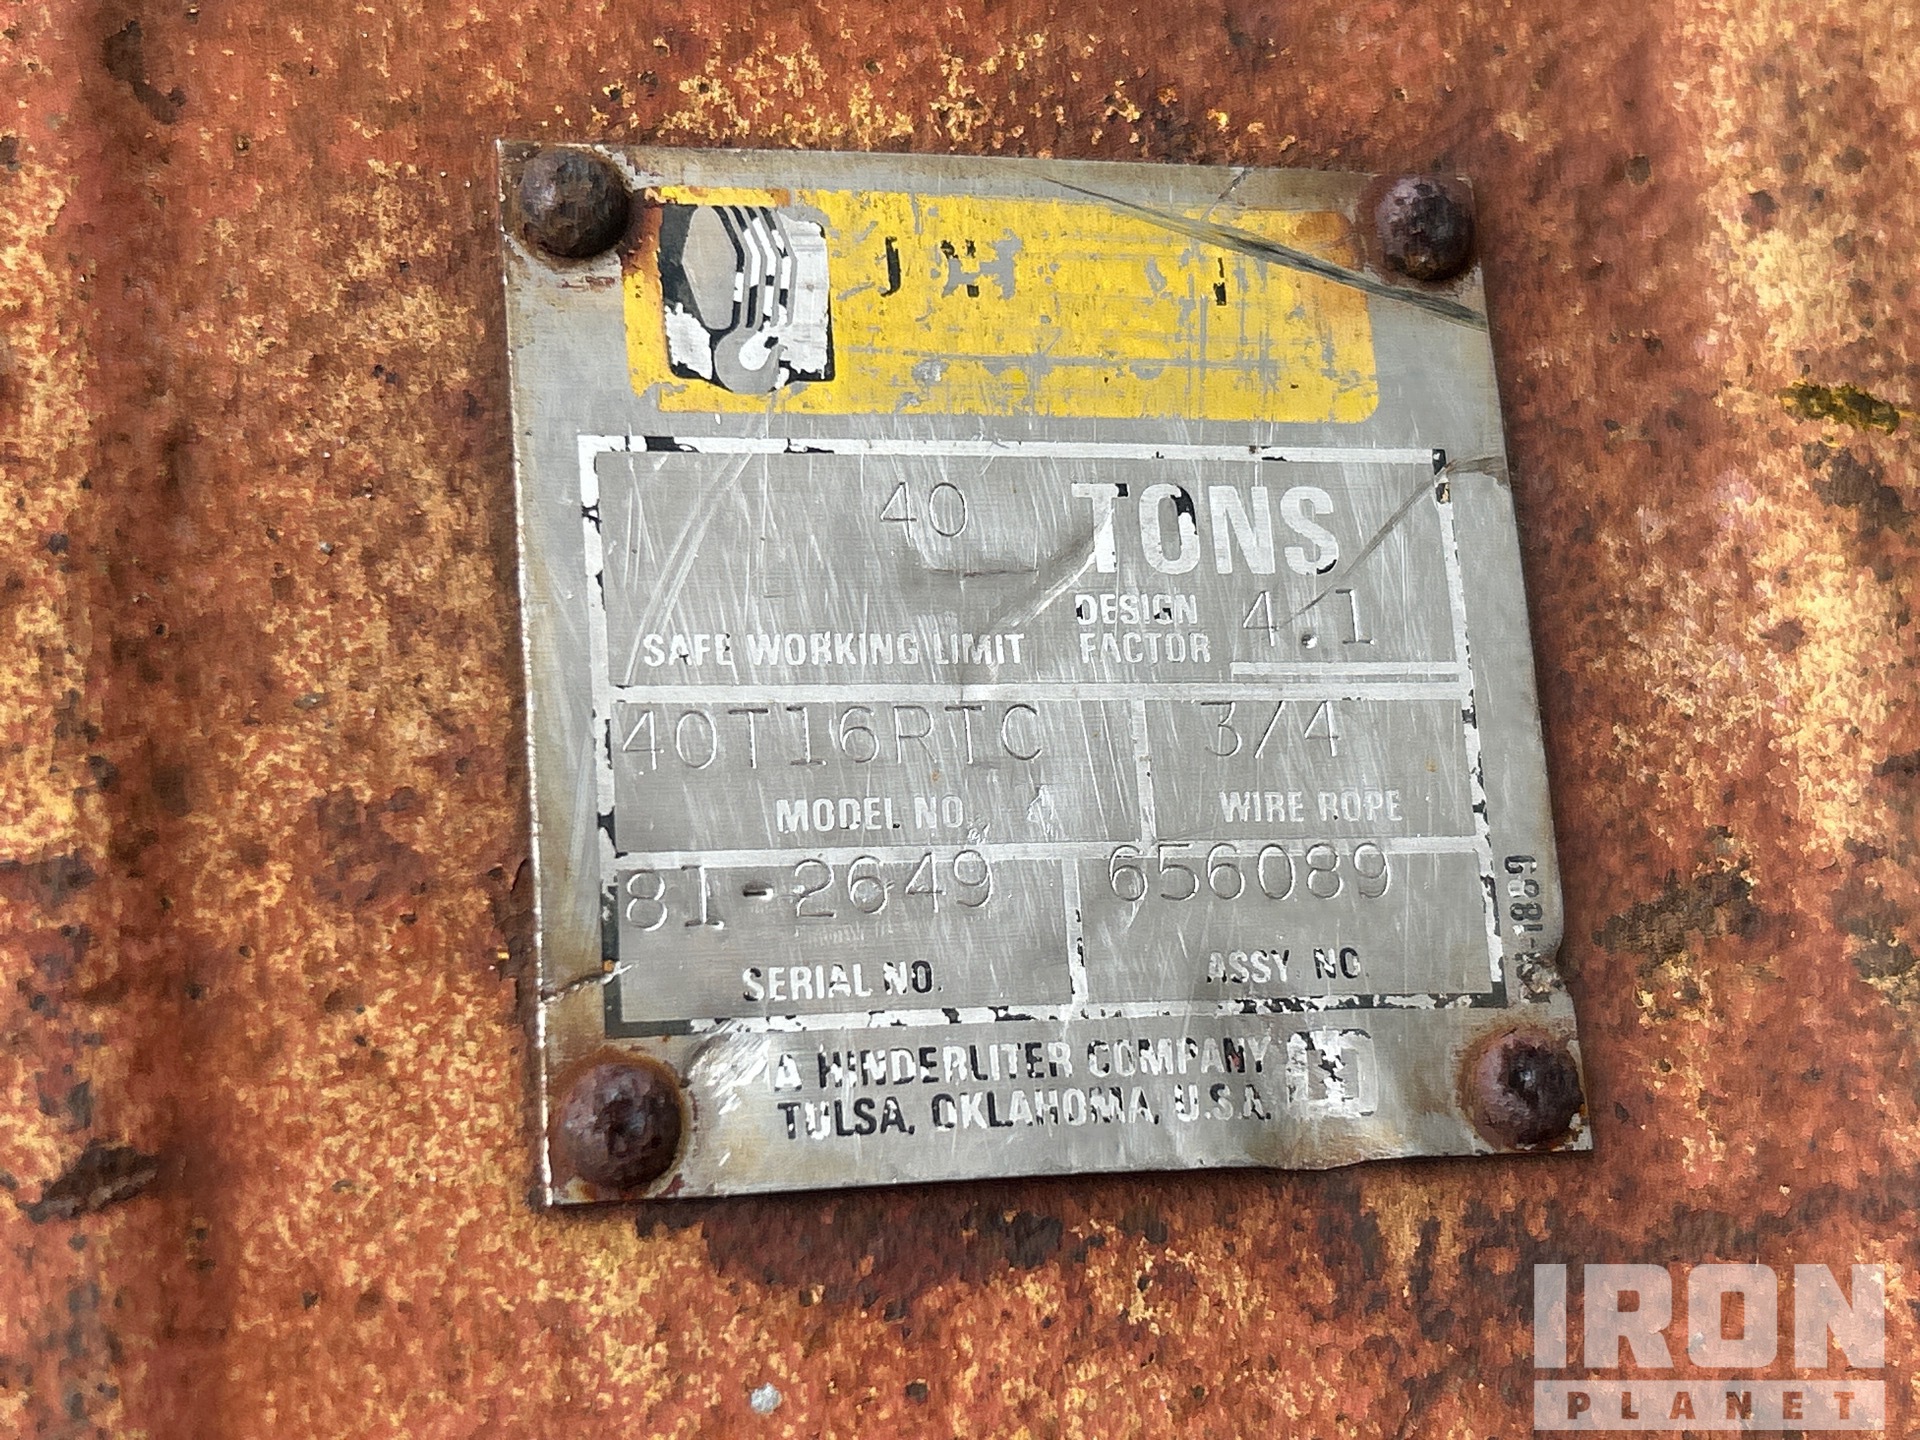 40 TONS
DESIGN
FACTOR 4.1
SAFE WORKING LIMIT
40T16RTC 3/4
MODEL NO. WIRE ROPE
81-2649 656089
SERIAL NO. ASSY. NO.
A HINDERLITER COMPANY
TULSA, OKLAHOMA, U.S.A.
IRON
PLANET